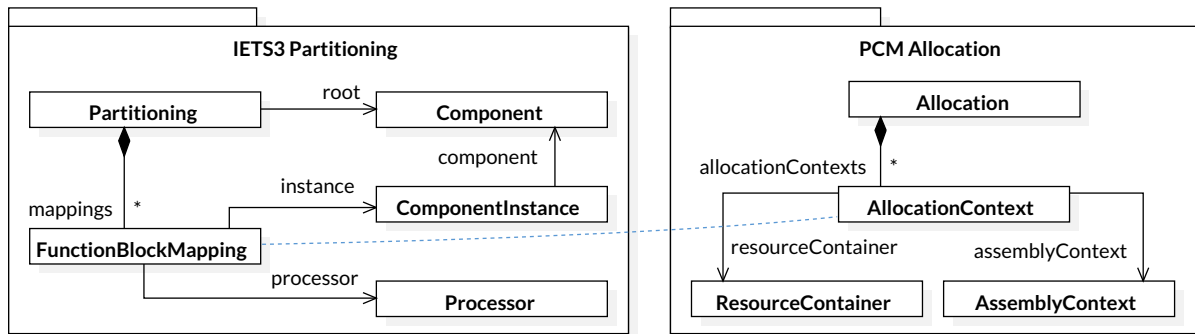 IETS3 Partitioning
root
Partitioning
Component
component
instance
mappings
*
ComponentInstance
FunctionBlockMapping
processor
Processor
PCM Allocation
Allocation
allocationContexts
*
AllocationContext
resourceContainer
assemblyContext
ResourceContainer
AssemblyContext